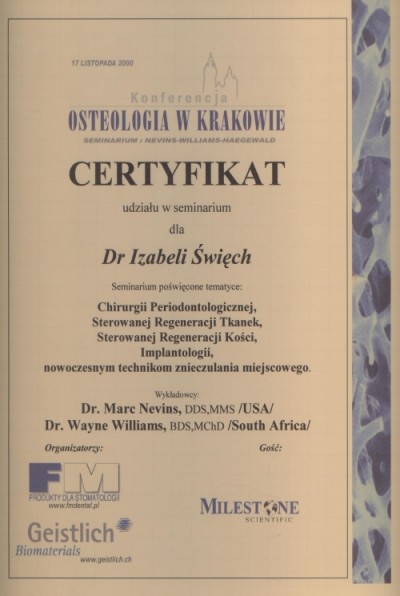 17 LISTOPADA 2000
Konferencja
OSTEOLOGIA W KRAKOWIE
SEMINARIUM : NEVINS-WILLIAMS-HAEGEWALD
CERTYFIKAT
udziału w seminarium
dla
Dr Izabeli Święch
Seminarium poświęcone tematyce:
Chirurgii Periodontologicznej,
Sterowanej Regeneracji Tkanek,
Sterowanej Regeneracji Kości,
Implantologii,
nowoczesnym technikom znieczulania miejscowego.
Wykładowcy:
Dr. Marc Nevins, DDS,MMS /USA/
Dr. Wayne Williams, BDS,MChD /South Africa/
Organizatorzy: Gość:
FM
PRODUKTY DLA STOMATOLOGII
www.fmdental.pl
MILESTONE
SCIENTIFIC
Geistlich
Biomaterials
www.geistlich.ch